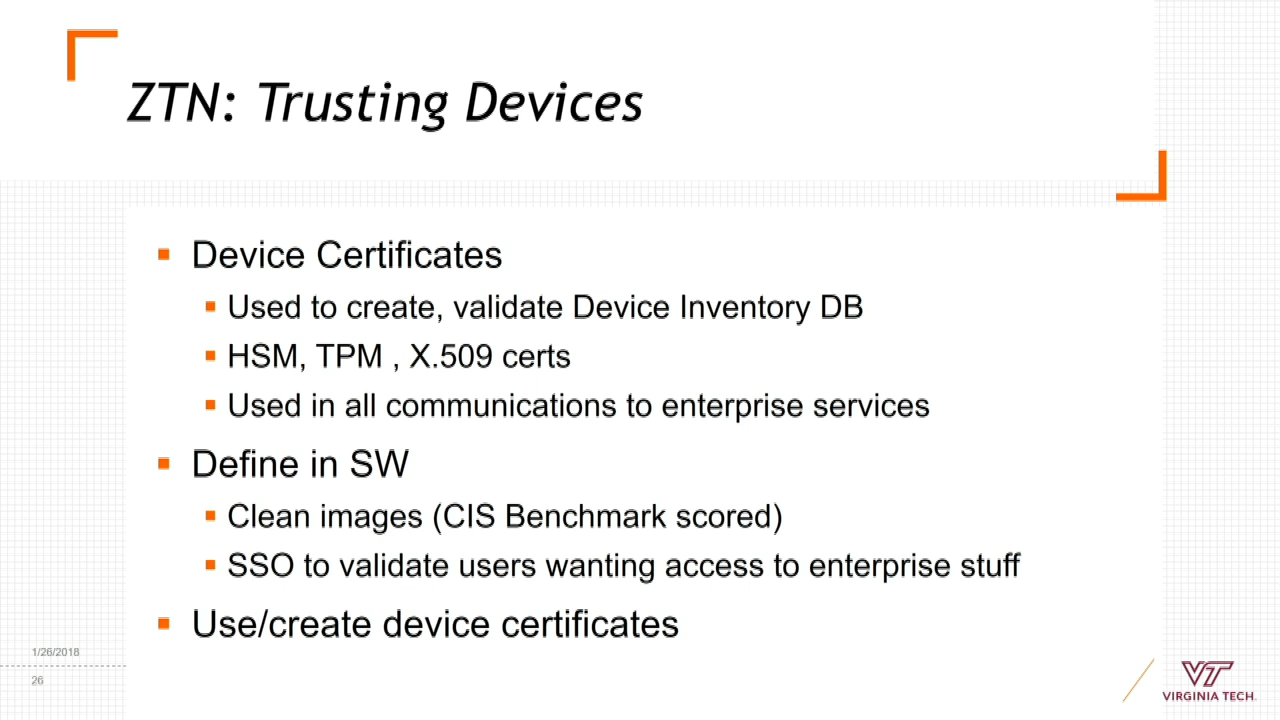 ZTN: Trusting Devices
Device Certificates
Used to create, validate Device Inventory DB
HSM, TPM , X.509 certs
Used in all communications to enterprise services
Define in SW
Clean images (CIS Benchmark scored)
SSO to validate users wanting access to enterprise stuff
Use/create device certificates
1/26/2018
26
VT
VIRGINIA TECH